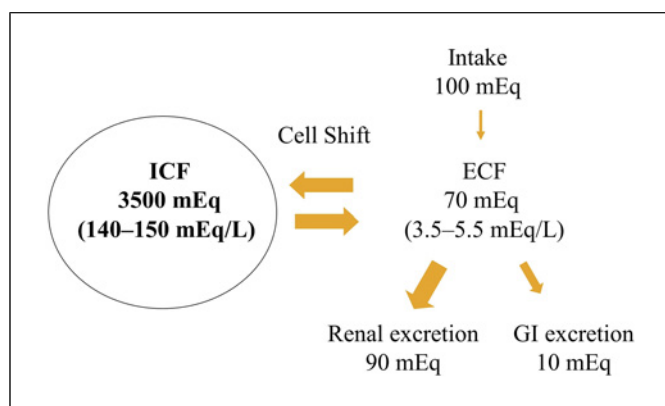 Intake
100 mEq
Cell Shift
ICF
3500 mEq
(140–150 mEq/L)
ECF
70 mEq
(3.5–5.5 mEq/L)
Renal excretion
90 mEq
GI excretion
10 mEq